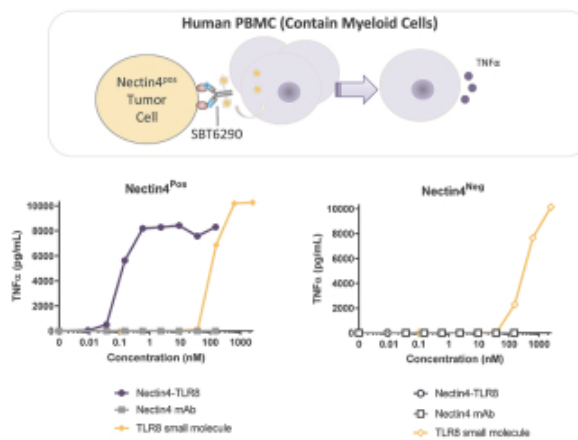 Human PBMC (Contain Myeloid Cells)
Nectin4pos
Tumor
Cell
SBT6290
TNFα
Nectin4Pos
TNFα (pg/mL)
10000
8000
6000
4000
2000
0
0 0.01 0.1 1 10 100 1000
Concentration (nM)
Nectin4-TLR8
Nectin4 mAb
TLR8 small molecule
Nectin4Neg
TNFα (pg/mL)
10000
8000
6000
4000
2000
0
0 0.01 0.1 1 10 100 1000
Concentration (nM)
Nectin4-TLR8
Nectin4 mAb
TLR8 small molecule